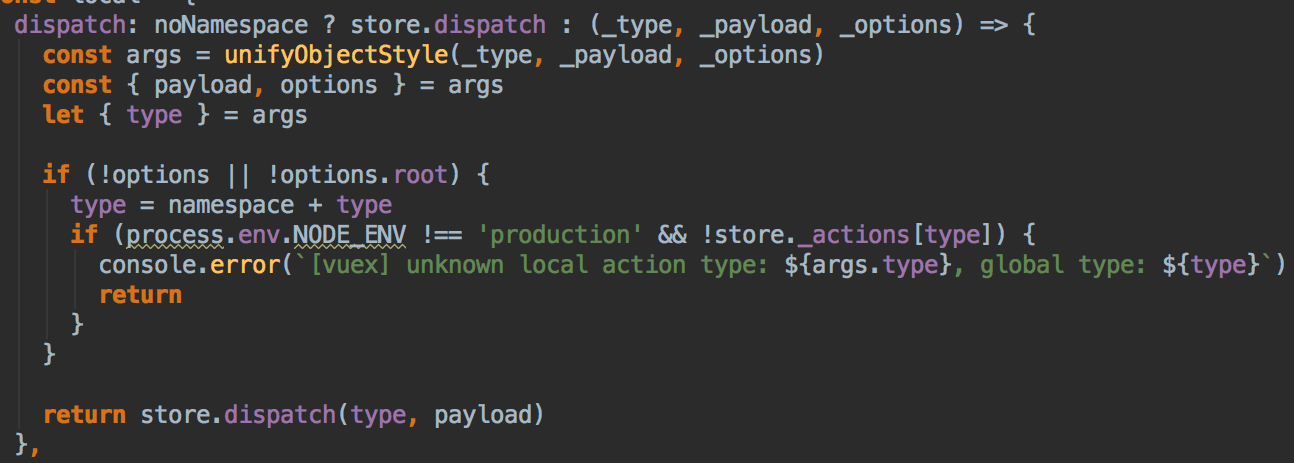 dispatch: noNamespace ? store.dispatch : (_type, _payload, _options) => {
const args = unifyObjectStyle(_type, _payload, _options)
const { payload, options } = args
let { type } = args
if (!options || !options.root) {
type = namespace + type
if (process.env.NODE_ENV !== 'production' && !store._actions[type]) {
console.error(`[vuex] unknown local action type: ${args.type}, global type: ${type}`)
return
}
}
return store.dispatch(type, payload)
},